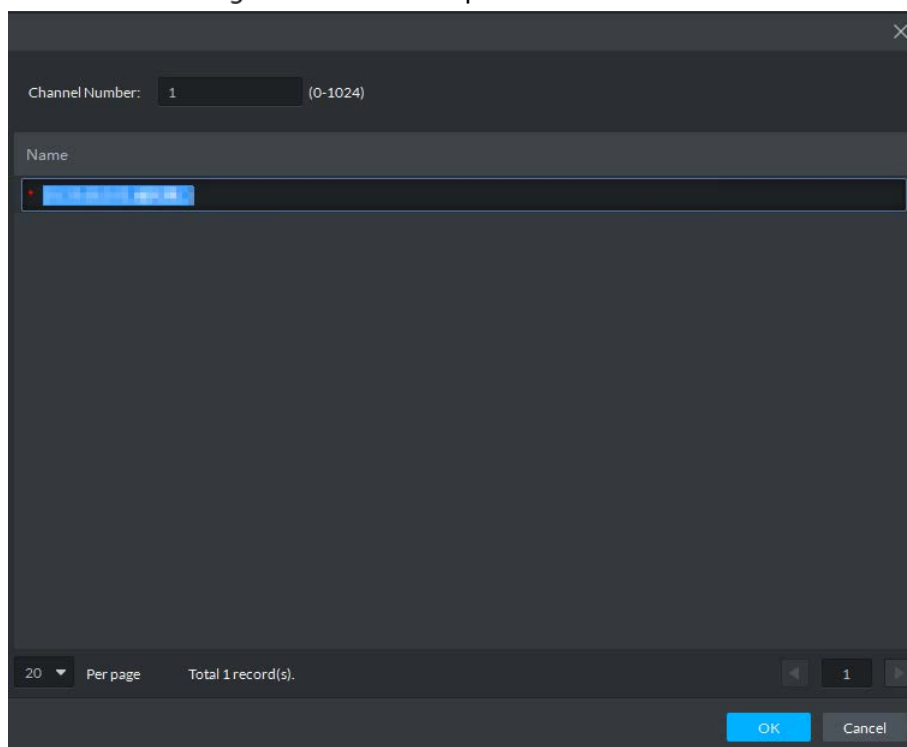 Channel Number: 1 (0-1024)
Name
*
20 Per page Total 1 record(s). 1
OK Cancel